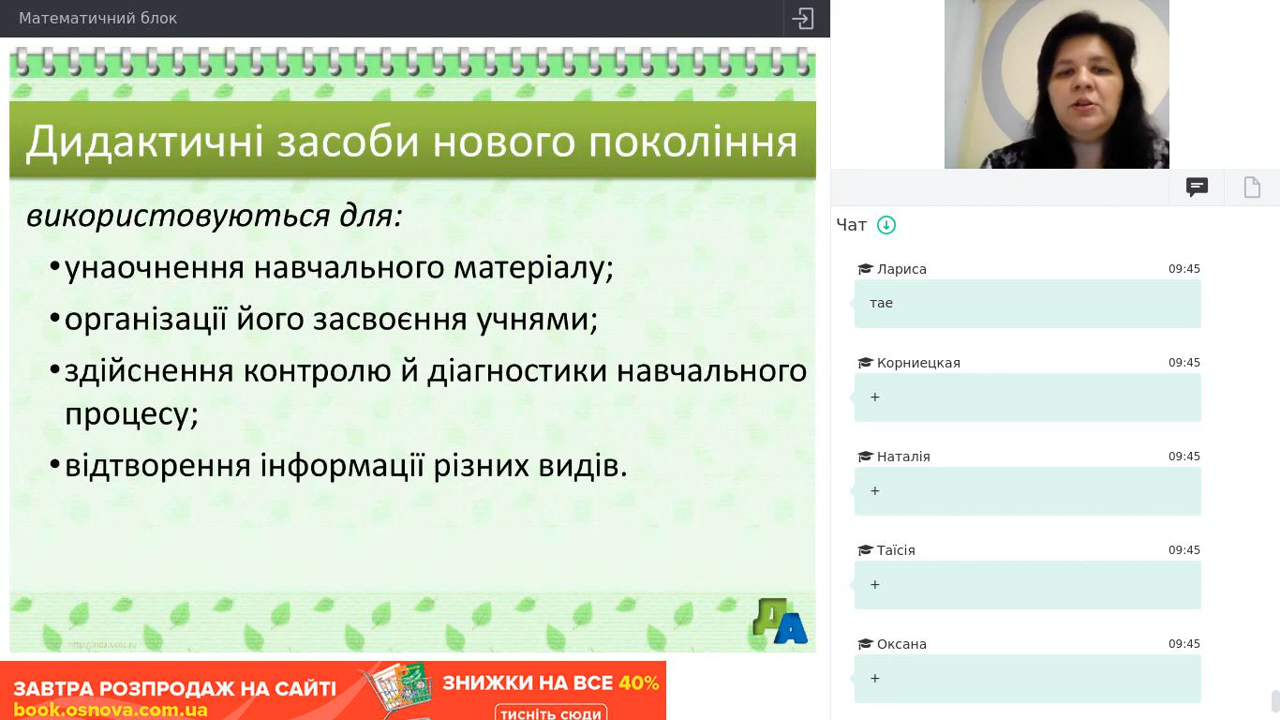 Математичний блок
Дидактичні засоби нового покоління
використовуються для:
•унаочнення навчального матеріалу;
•організації його засвоєння учнями;
•здійснення контролю й діагностики навчального
процесу;
•відтворення інформації різних видів.
ДА
ЗАВТРА РОЗПРОДАЖ НА САЙТІ
book.osnova.com.ua
ЗНИЖКИ НА ВСЕ 40%
тисніть сюди
Чат
Лариса 09:45
тае
Корниецкая 09:45
+
Наталія 09:45
+
Таїсія 09:45
+
Оксана 09:45
+